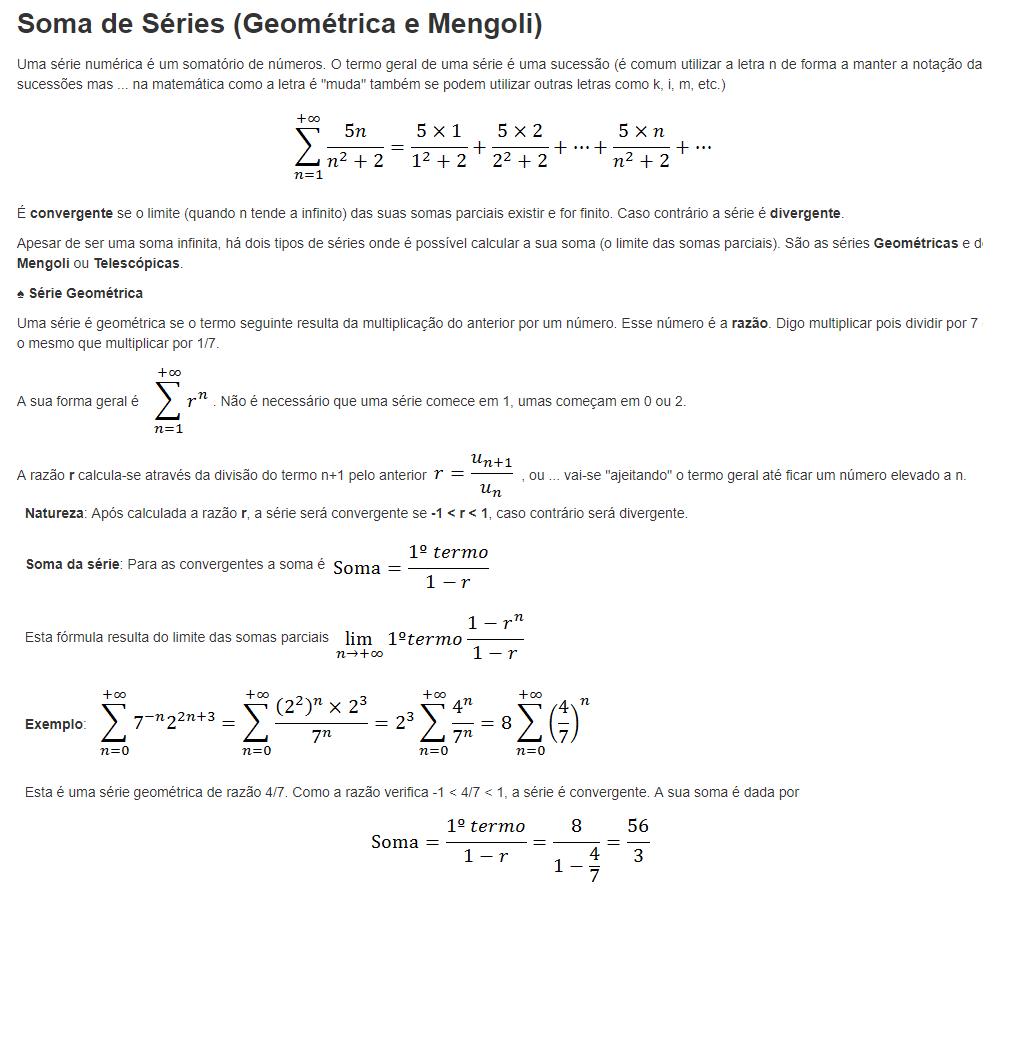 Soma de Séries (Geométrica e Mengoli)
Uma série numérica é um somatório de números. O termo geral de uma série é uma sucessão (é comum utilizar a letra n de forma a manter a notação da
sucessões mas ... na matemática como a letra é "muda" também se podem utilizar outras letras como k, i, m, etc.)
\sum_{n=1}^{+\infty} \frac{5n}{n^2+2} = \frac{5 \times 1}{1^2+2} + \frac{5 \times 2}{2^2+2} + \cdots + \frac{5 \times n}{n^2+2} + \cdots
É convergente se o limite (quando n tende a infinito) das suas somas parciais existir e for finito. Caso contrário a série é divergente.
Apesar de ser uma soma infinita, há dois tipos de séries onde é possível calcular a sua soma (o limite das somas parciais). São as séries Geométricas e d
Mengoli ou Telescópicas.
♠ Série Geométrica
Uma série é geométrica se o termo seguinte resulta da multiplicação do anterior por um número. Esse número é a razão. Digo multiplicar pois dividir por 7
o mesmo que multiplicar por 1/7.
A sua forma geral é \sum_{n=1}^{+\infty} r^n . Não é necessário que uma série comece em 1, umas começam em 0 ou 2.
A razão r calcula-se através da divisão do termo n+1 pelo anterior r = \frac{u_{n+1}}{u_n} , ou ... vai-se "ajeitando" o termo geral até ficar um número elevado a n.
Natureza: Após calculada a razão r, a série será convergente se -1 < r < 1, caso contrário será divergente.
Soma da série: Para as convergentes a soma é Soma = \frac{1º termo}{1-r}
Esta fórmula resulta do limite das somas parciais \lim_{n \to +\infty} 1ºtermo \frac{1-r^n}{1-r}
Exemplo: \sum_{n=0}^{+\infty} 7^{-n}2^{2n+3} = \sum_{n=0}^{+\infty} \frac{(2^2)^n \times 2^3}{7^n} = 2^3 \sum_{n=0}^{+\infty} \frac{4^n}{7^n} = 8 \sum_{n=0}^{+\infty} \left(\frac{4}{7}\right)^n
Esta é uma série geométrica de razão 4/7. Como a razão verifica -1 < 4/7 < 1, a série é convergente. A sua soma é dada por
Soma = \frac{1º termo}{1-r} = \frac{8}{1-\frac{4}{7}} = \frac{56}{3}